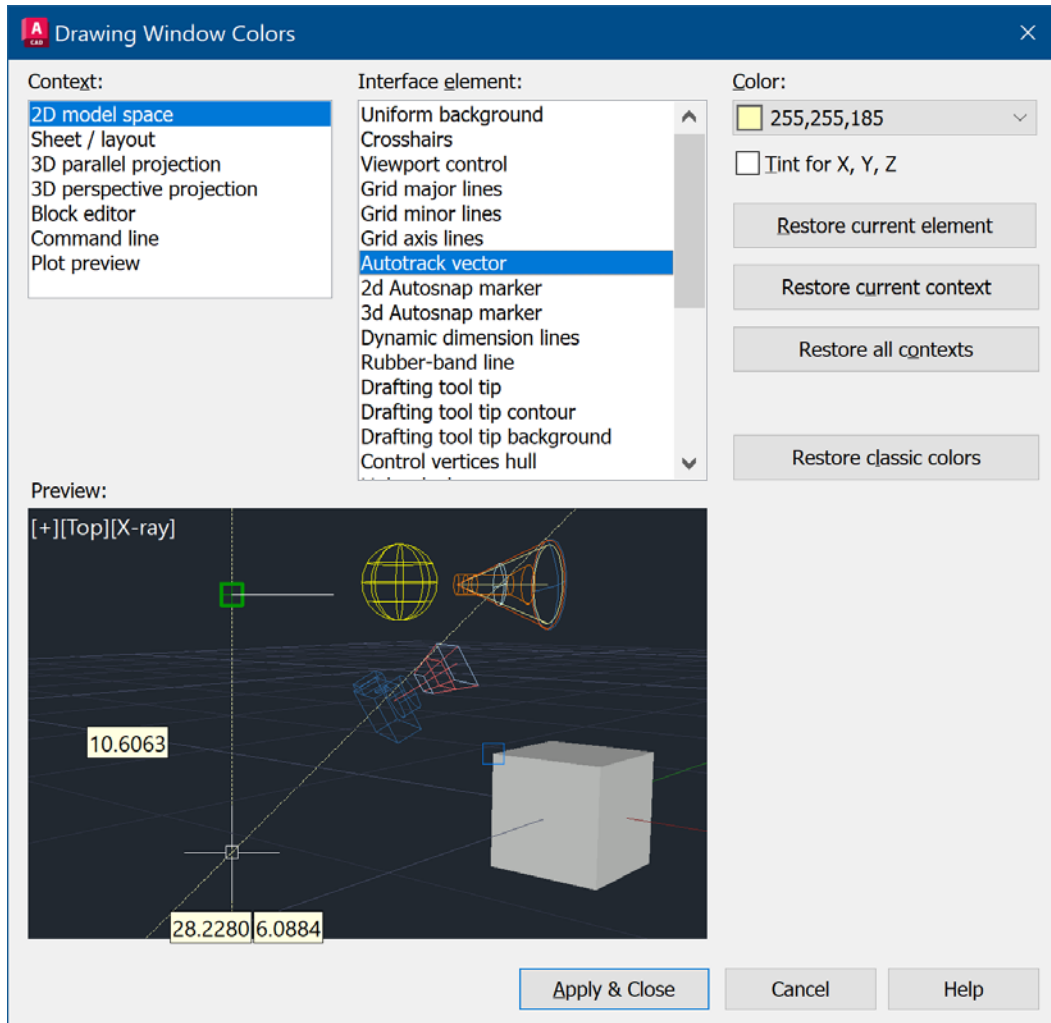 A
CAD
Drawing Window Colors
Context:
2D model space
Sheet / layout
3D parallel projection
3D perspective projection
Block editor
Command line
Plot preview
Interface element:
Uniform background
Crosshairs
Viewport control
Grid major lines
Grid minor lines
Grid axis lines
Autotrack vector
2d Autosnap marker
3d Autosnap marker
Dynamic dimension lines
Rubber-band line
Drafting tool tip
Drafting tool tip contour
Drafting tool tip background
Control vertices hull
Color:
255,255,185
Tint for X, Y, Z
Restore current element
Restore current context
Restore all contexts
Restore classic colors
Preview:
[+][Top][X-ray]
10.6063
28.2280 6.0884
Apply & Close
Cancel
Help